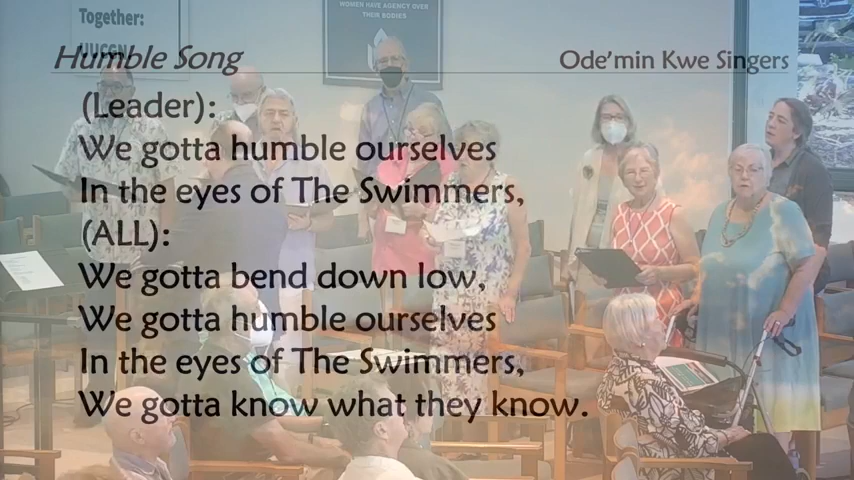 Together:
UUCGN
WOMEN HAVE AGENCY OVER
THEIR BODIES
Humble Song
Ode'min Kwe Singers
(Leader):
We gotta humble ourselves
In the eyes of The Swimmers,
(ALL):
We gotta bend down low,
We gotta humble ourselves
In the eyes of The Swimmers,
We gotta know what they know.